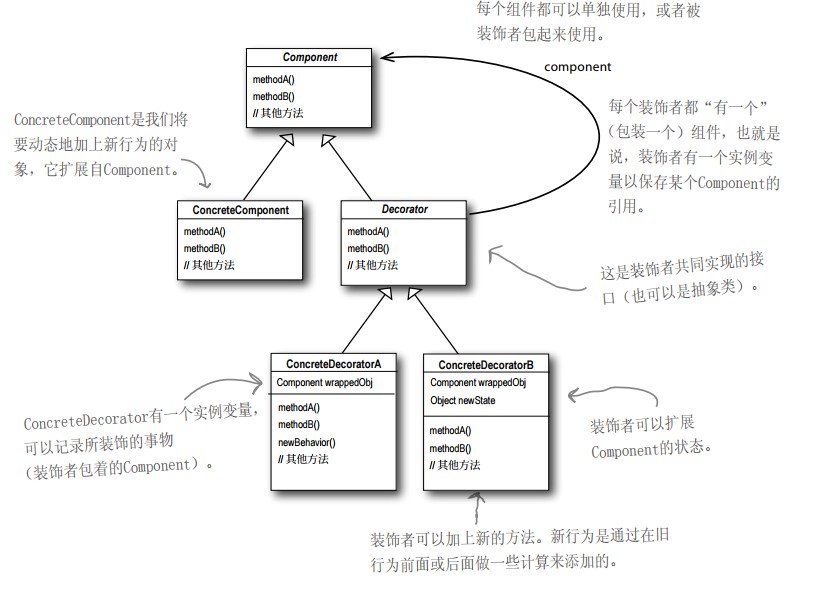 每个组件都可以单独使用，或者被
装饰者包起来使用。
Component
methodA()
methodB()
// 其他方法
component
ConcreteComponent是我们将
要动态地加上新行为的对
象，它扩展自Component。
每个装饰者都“有一个”
（包装一个）组件，也就是
说，装饰者有一个实例变
量以保存某个Component的
引用。
ConcreteComponent
methodA()
methodB()
// 其他方法
Decorator
methodA()
methodB()
// 其他方法
这是装饰者共同实现的接
口（也可以是抽象类）。
ConcreteDecoratorA
Component wrappedObj
methodA()
methodB()
newBehavior()
// 其他方法
ConcreteDecoratorB
Component wrappedObj
Object newState
methodA()
methodB()
// 其他方法
ConcreteDecorator有一个实例变量，
可以记录所装饰的事物
（装饰者包着的Component）。
装饰者可以扩展
Component的状态。
装饰者可以加上新的方法。新行为是通过在旧
行为前面或后面做一些计算来添加的。